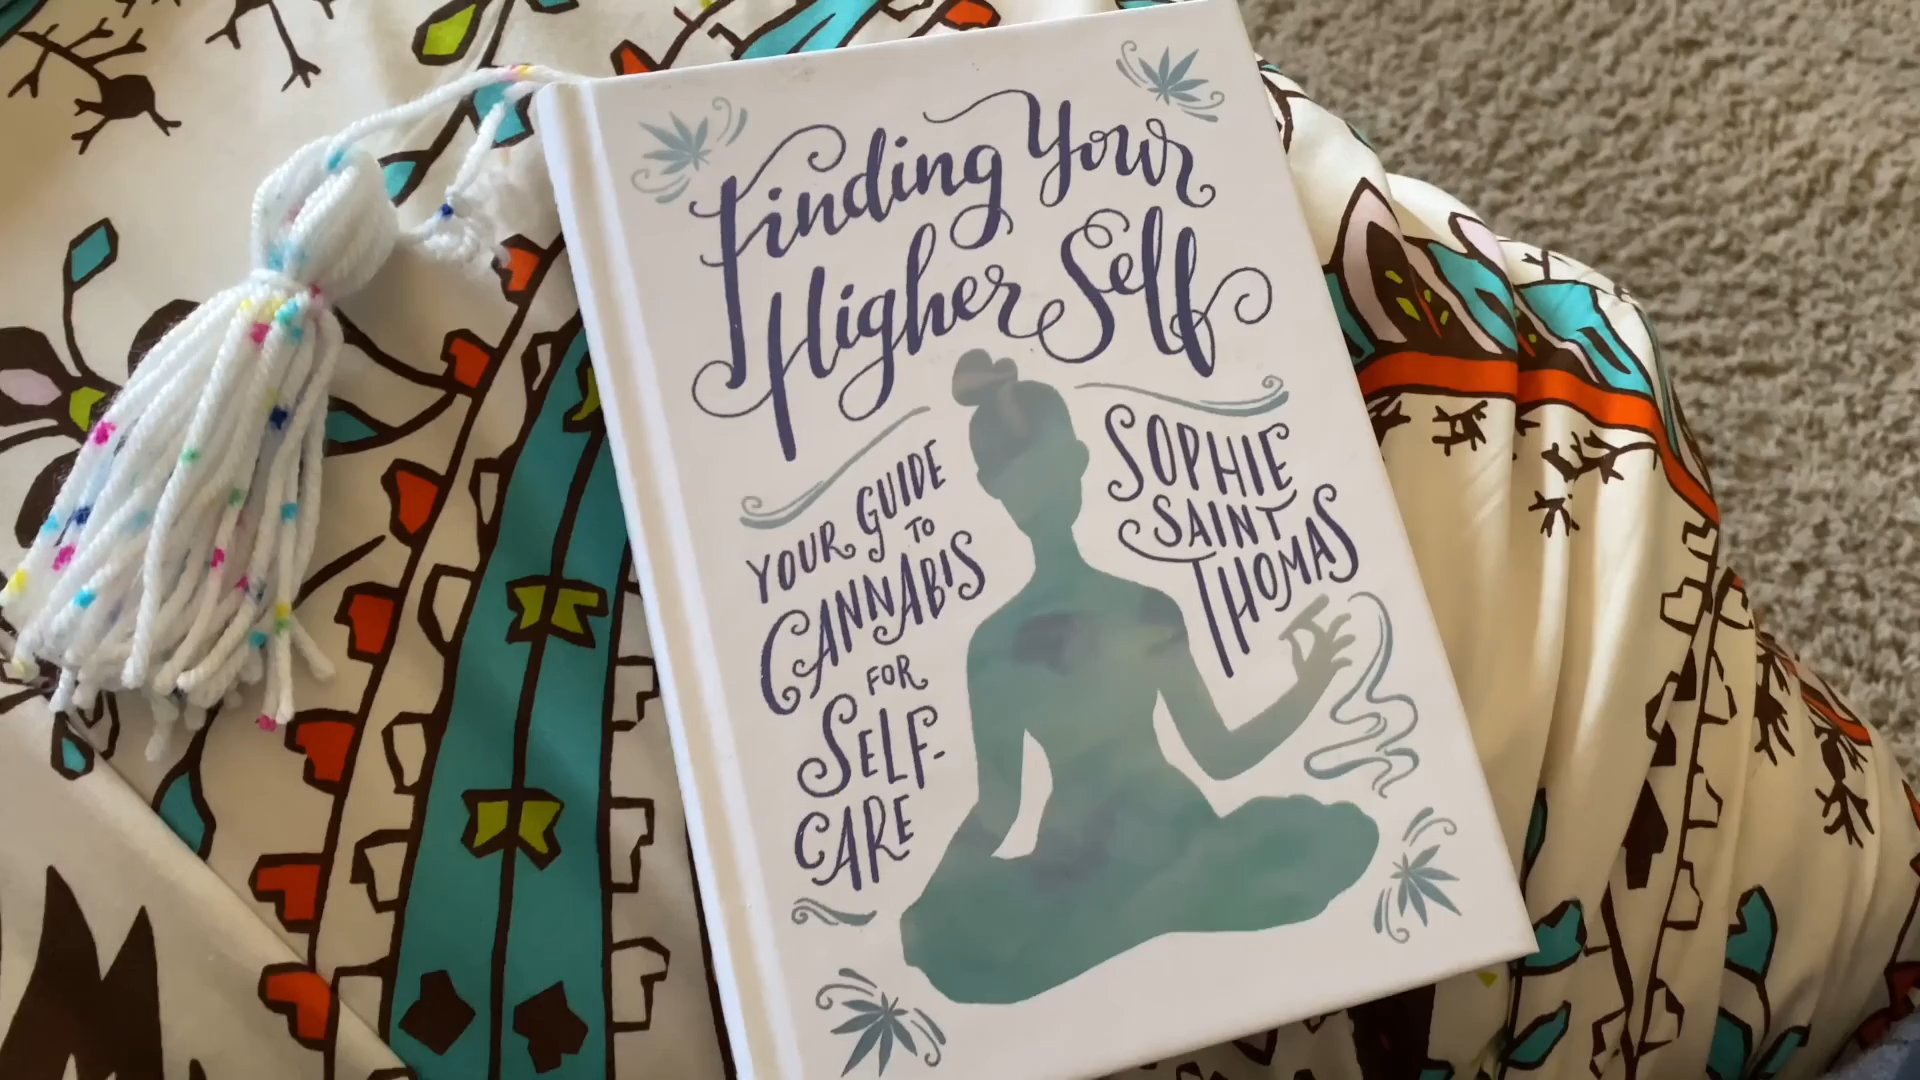 Finding Your
Higher Self
YOUR GUIDE
TO
CANNABIS
FOR
SELF-
CARE
SOPHIE
SAINT
THOMAS